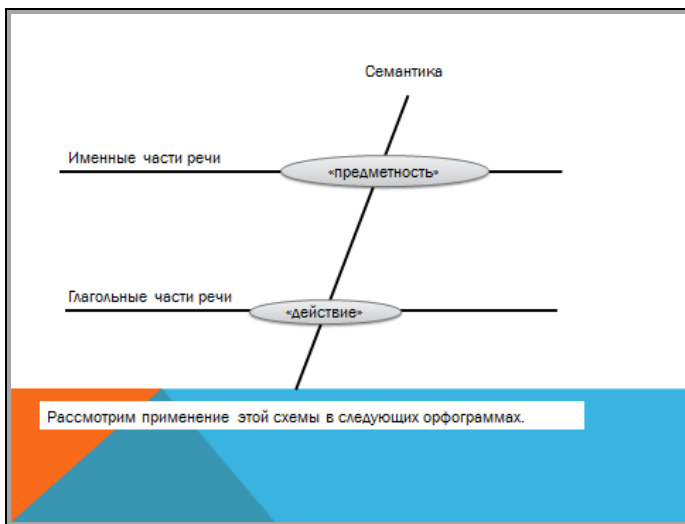 Семантика
Именные части речи
«предметность»
Глагольные части речи
«действие»
Рассмотрим применение этой схемы в следующих орфограммах.